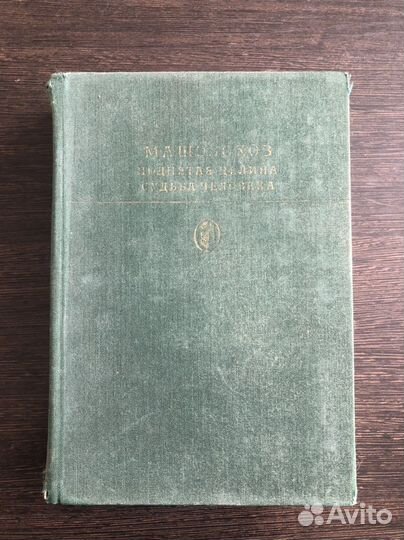 М.А.ШОЛОХОВ
ПОДНЯТАЯ ЦЕЛИНА
СУДЬБА ЧЕЛОВЕКА
Avito